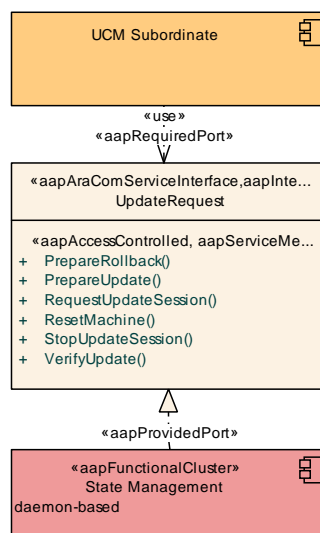 UCM Subordinate
«use»
«aapRequiredPort»
«aapAraComServiceInterface,aapInte...
UpdateRequest
«aapAccessControlled, aapServiceMe...
+ PrepareRollback()
+ PrepareUpdate()
+ RequestUpdateSession()
+ ResetMachine()
+ StopUpdateSession()
+ VerifyUpdate()
«aapProvidedPort»
«aapFunctionalCluster»
State Management
daemon-based